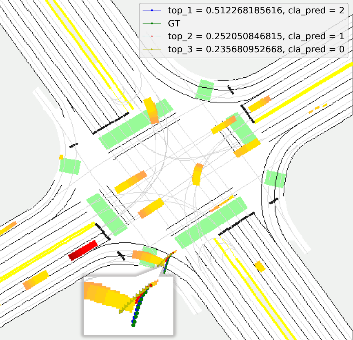 top_1 = 0.512268185616, cla_pred = 2
GT
top_2 = 0.252050846815, cla_pred = 1
top_3 = 0.235680952668, cla_pred = 0